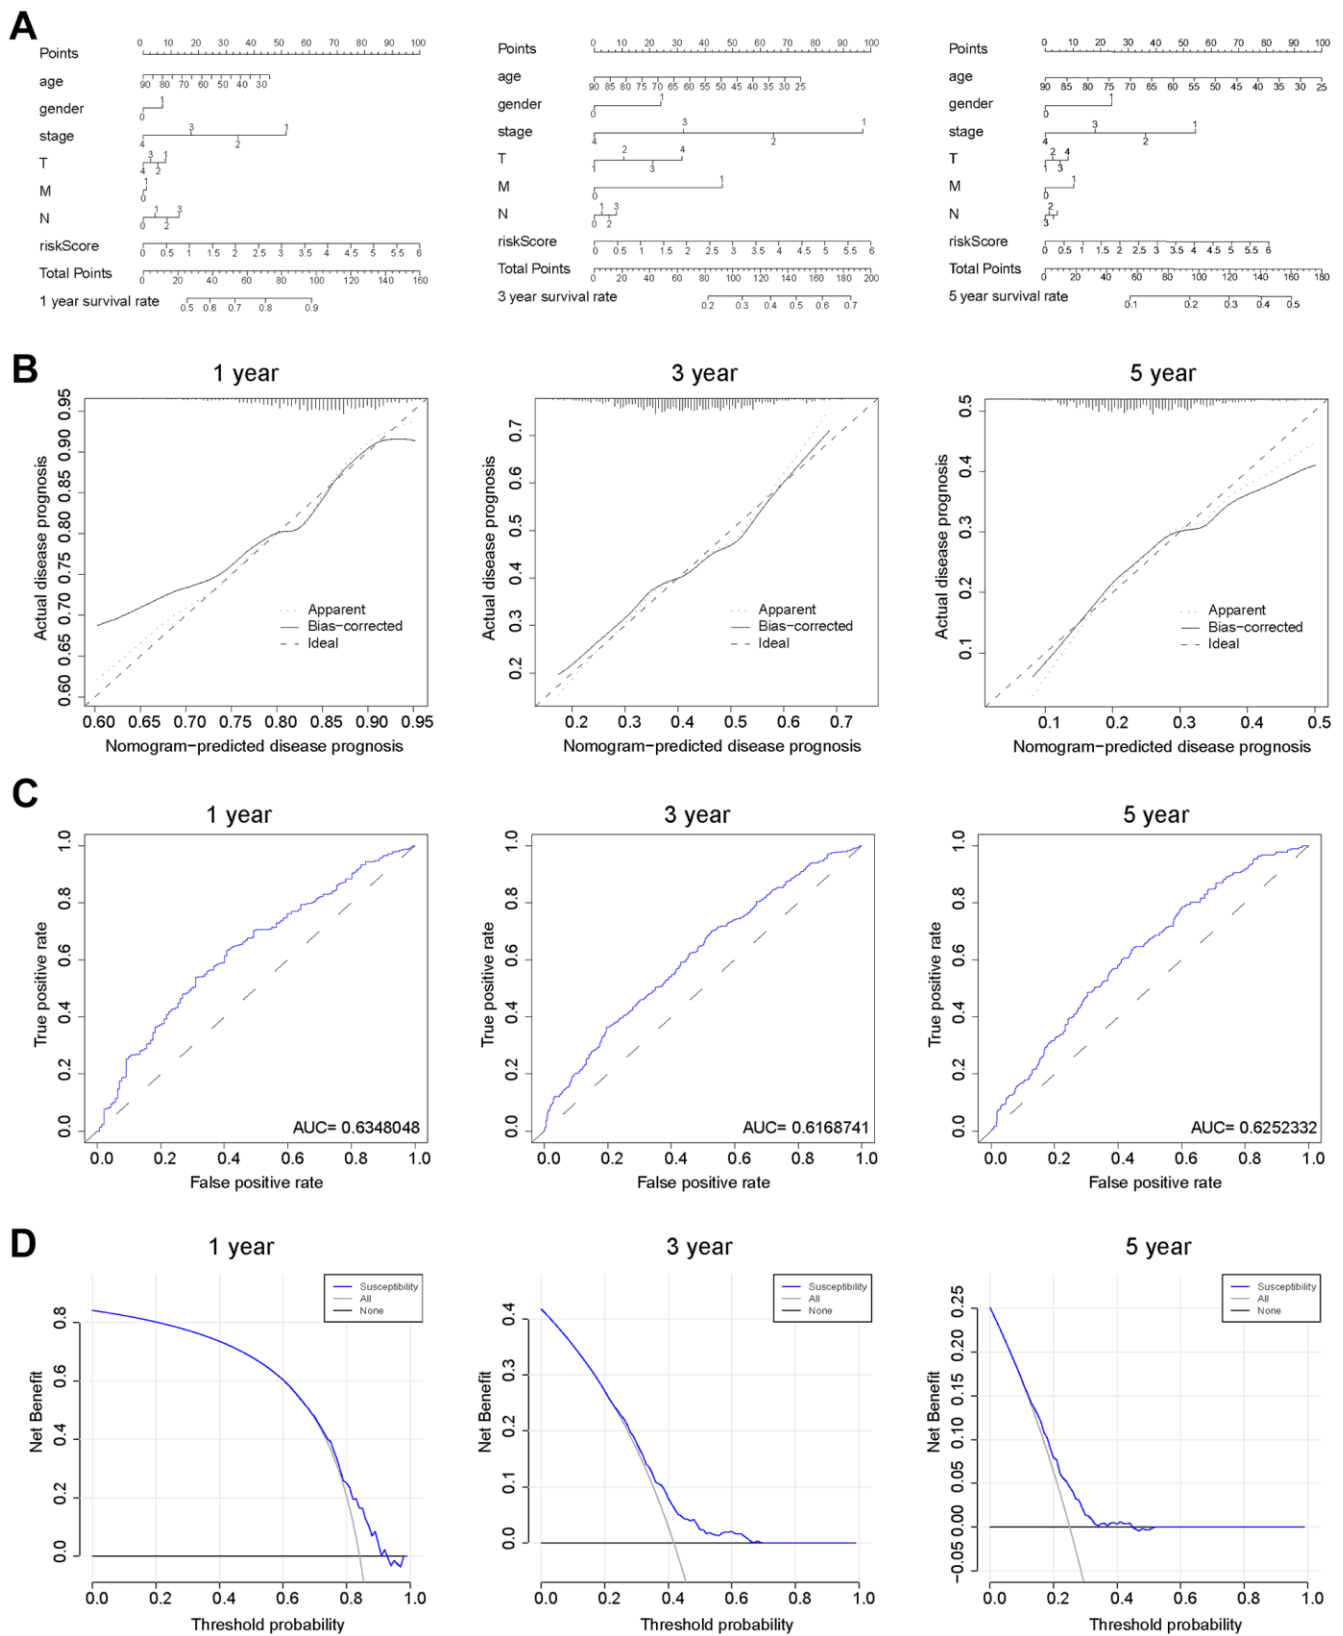 A
Points
0 10 20 30 40 50 60 70 80 90 100
age
90 80 70 60 50 40 30
gender
1
0
stage
3 1
4 2
T
3 1
4 2
M
1
0
N
1 3
0 2
riskScore
0 0.5 1 1.5 2 2.5 3 3.5 4 4.5 5 5.5 6
Total Points
0 20 40 60 80 100 120 140 160
1 year survival rate
0.5 0.6 0.7 0.8 0.9
Points
0 10 20 30 40 50 60 70 80 90 100
age
90 85 80 75 70 65 60 55 50 45 40 35 30 25
gender
1
0
stage
3 1
4 2
T
2 4
1 3
M
1
0
N
1 3
0 2
riskScore
0 0.5 1 1.5 2 2.5 3 3.5 4 4.5 5 5.5 6
Total Points
0 20 40 60 80 100 120 140 160 180 200
3 year survival rate
0.2 0.3 0.4 0.5 0.6 0.7
Points
0 10 20 30 40 50 60 70 80 90 100
age
90 85 80 75 70 65 60 55 50 45 40 35 30 25
gender
1
0
stage
3 1
4 2
T
2 4
1 3
M
1
0
N
2
3
riskScore
0 0.5 1 1.5 2 2.5 3 3.5 4 4.5 5 5.5 6
Total Points
0 20 40 60 80 100 120 140 160 180
5 year survival rate
0.1 0.2 0.3 0.4 0.5
B
1 year
Actual disease prognosis
0.60 0.65 0.70 0.75 0.80 0.85 0.90 0.95
Apparent
Bias-corrected
Ideal
0.60 0.65 0.70 0.75 0.80 0.85 0.90 0.95
Nomogram-predicted disease prognosis
3 year
Actual disease prognosis
0.2 0.3 0.4 0.5 0.6 0.7
Apparent
Bias-corrected
Ideal
0.2 0.3 0.4 0.5 0.6 0.7
Nomogram-predicted disease prognosis
5 year
Actual disease prognosis
0.1 0.2 0.3 0.4 0.5
Apparent
Bias-corrected
Ideal
0.1 0.2 0.3 0.4 0.5
Nomogram-predicted disease prognosis
C
1 year
True positive rate
0.0 0.2 0.4 0.6 0.8 1.0
AUC= 0.6348048
0.0 0.2 0.4 0.6 0.8 1.0
False positive rate
3 year
True positive rate
0.0 0.2 0.4 0.6 0.8 1.0
AUC= 0.6168741
0.0 0.2 0.4 0.6 0.8 1.0
False positive rate
5 year
True positive rate
0.0 0.2 0.4 0.6 0.8 1.0
AUC= 0.6252332
0.0 0.2 0.4 0.6 0.8 1.0
False positive rate
D
1 year
Susceptibility
All
None
Net Benefit
0.0 0.2 0.4 0.6 0.8
0.0 0.2 0.4 0.6 0.8 1.0
Threshold probability
3 year
Susceptibility
All
None
Net Benefit
0.0 0.1 0.2 0.3 0.4
0.0 0.2 0.4 0.6 0.8 1.0
Threshold probability
5 year
Susceptibility
All
None
Net Benefit
−0.05 0.00 0.05 0.10 0.15 0.20 0.25
0.0 0.2 0.4 0.6 0.8 1.0
Threshold probability